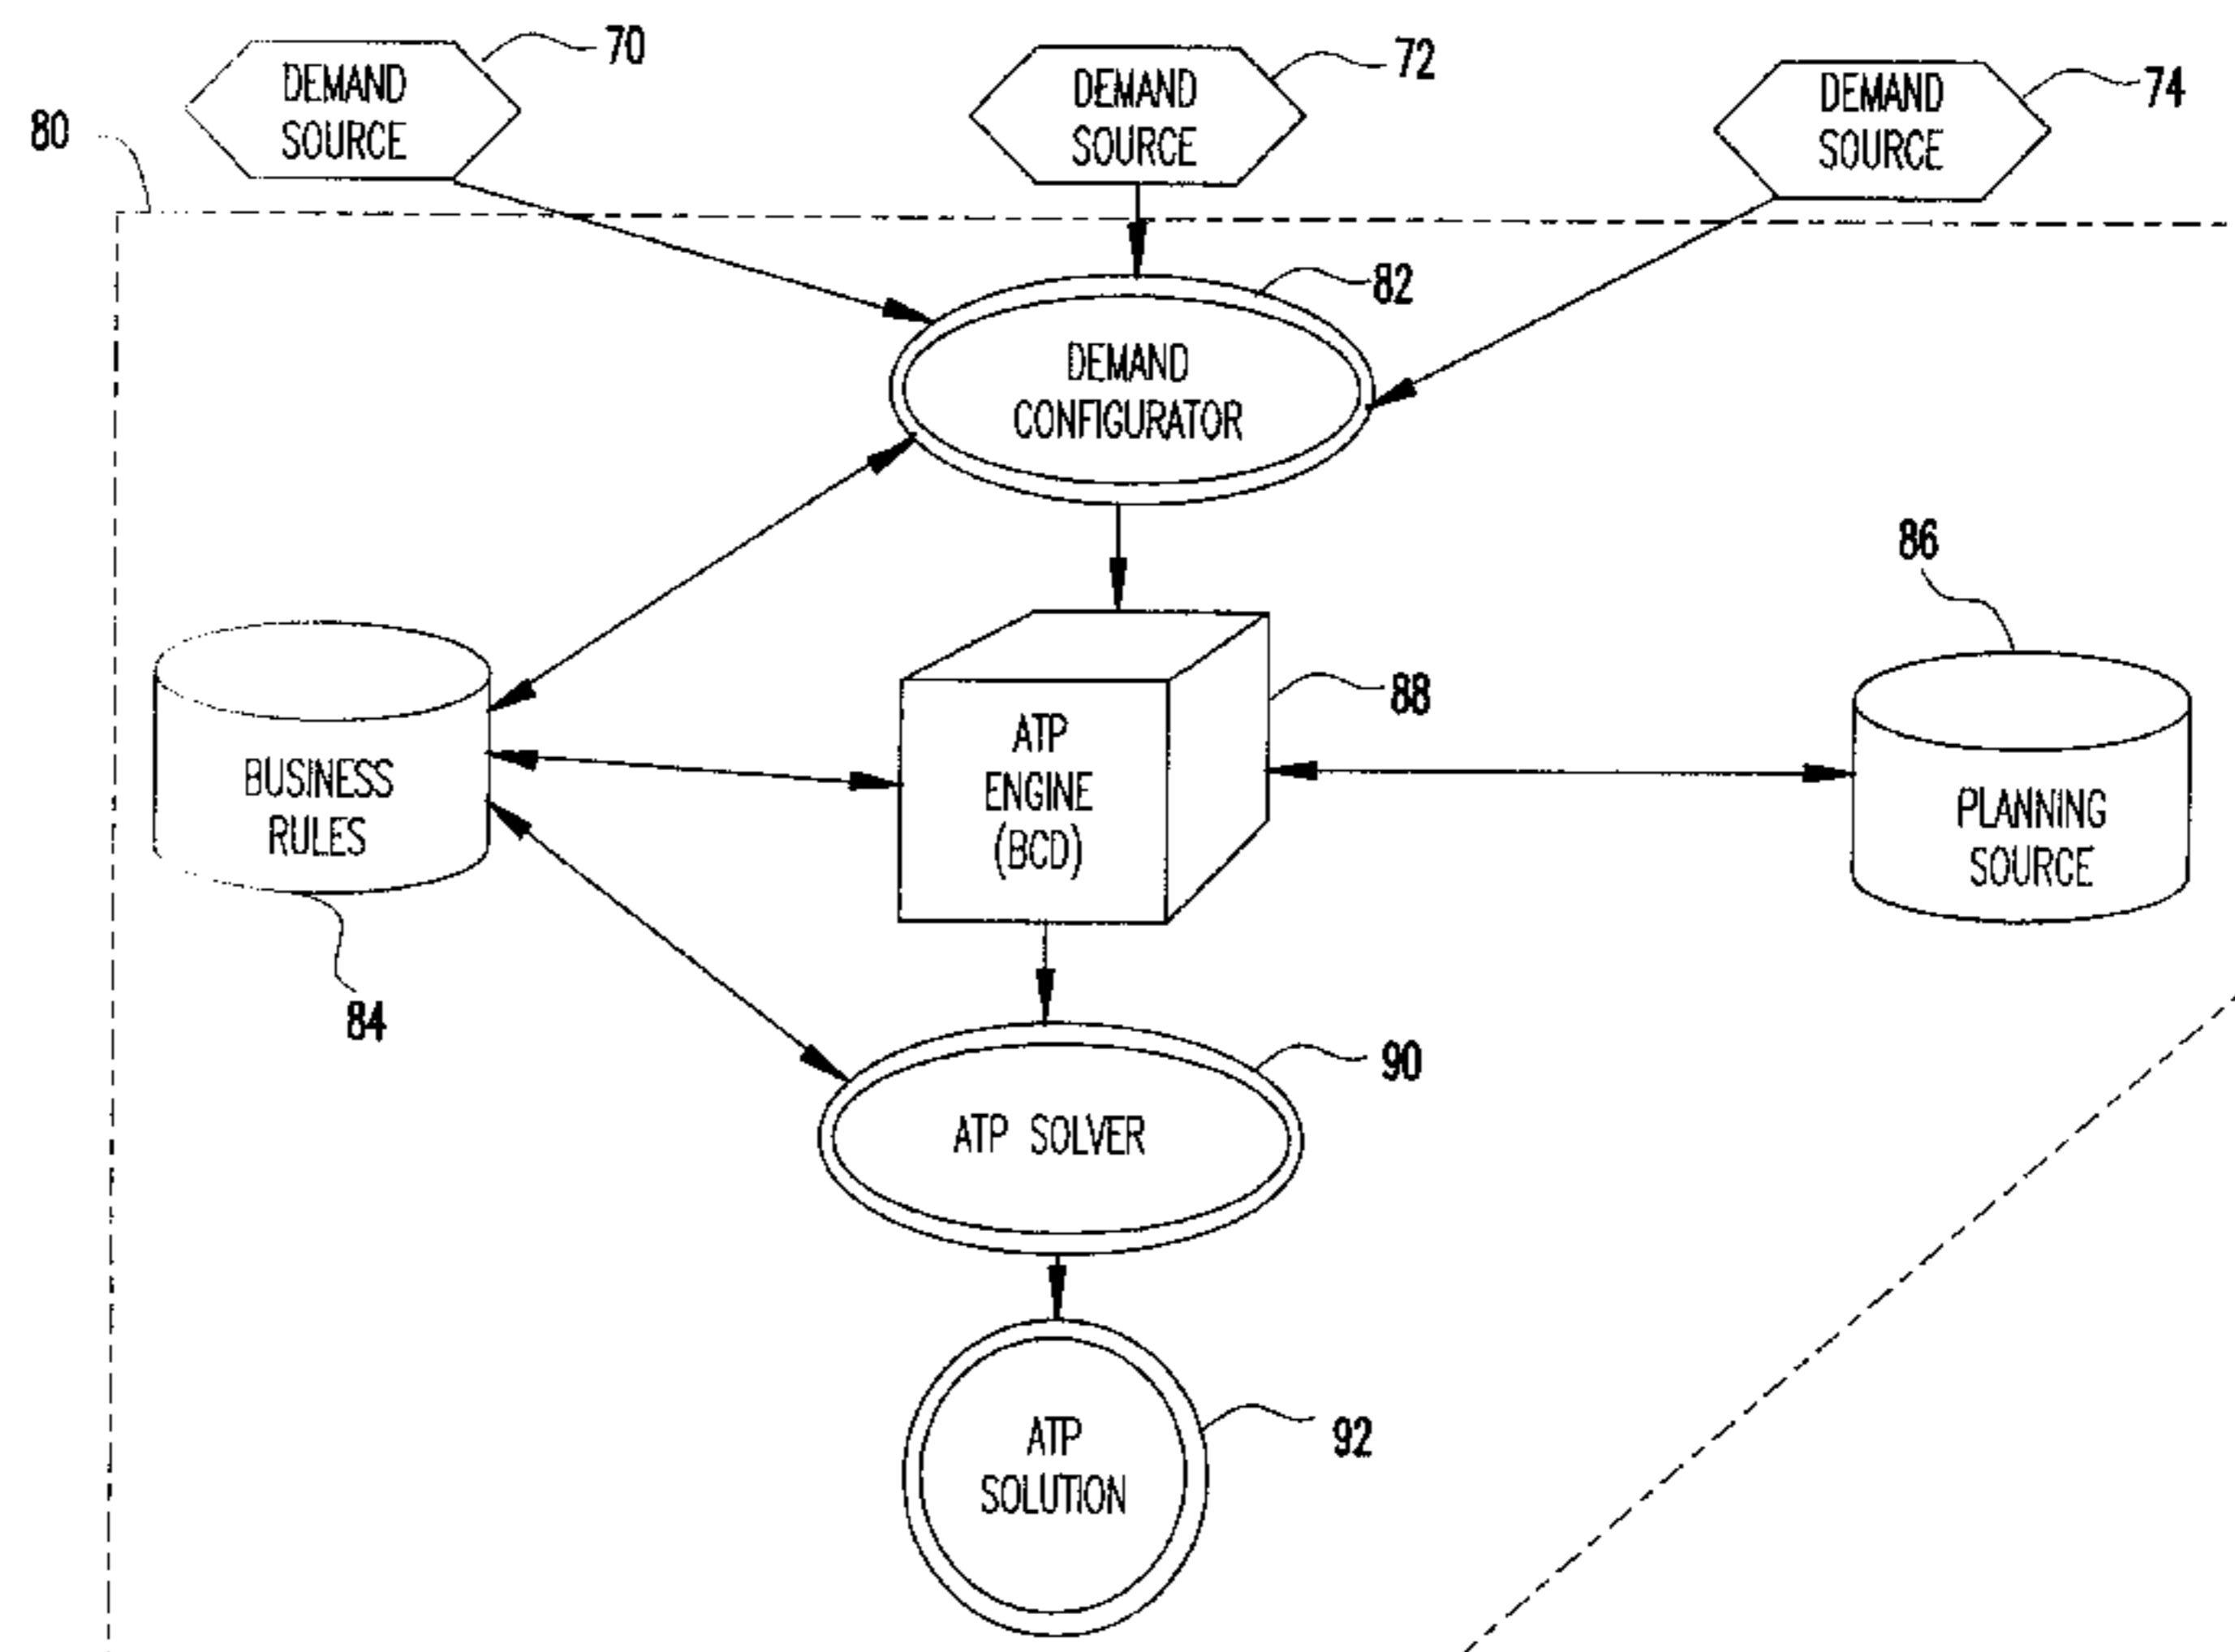 70
DEMAND
SOURCE
72
DEMAND
SOURCE
74
DEMAND
SOURCE
80
82
DEMAND
CONFIGURATOR
86
88
ATP
ENGINE
(BCD)
BUSINESS
RULES
PLANNING
SOURCE
84
90
ATP SOLVER
92
ATP
SOLUTION